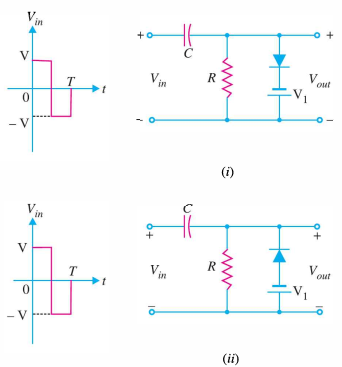 V_in
V
T
0
t
– V
+
C
+
V_in
R
V_1
V_out
-
–
(i)
V_in
V
T
0
t
– V
C
+
+
V_in
R
V_1
V_out
–
–
(ii)